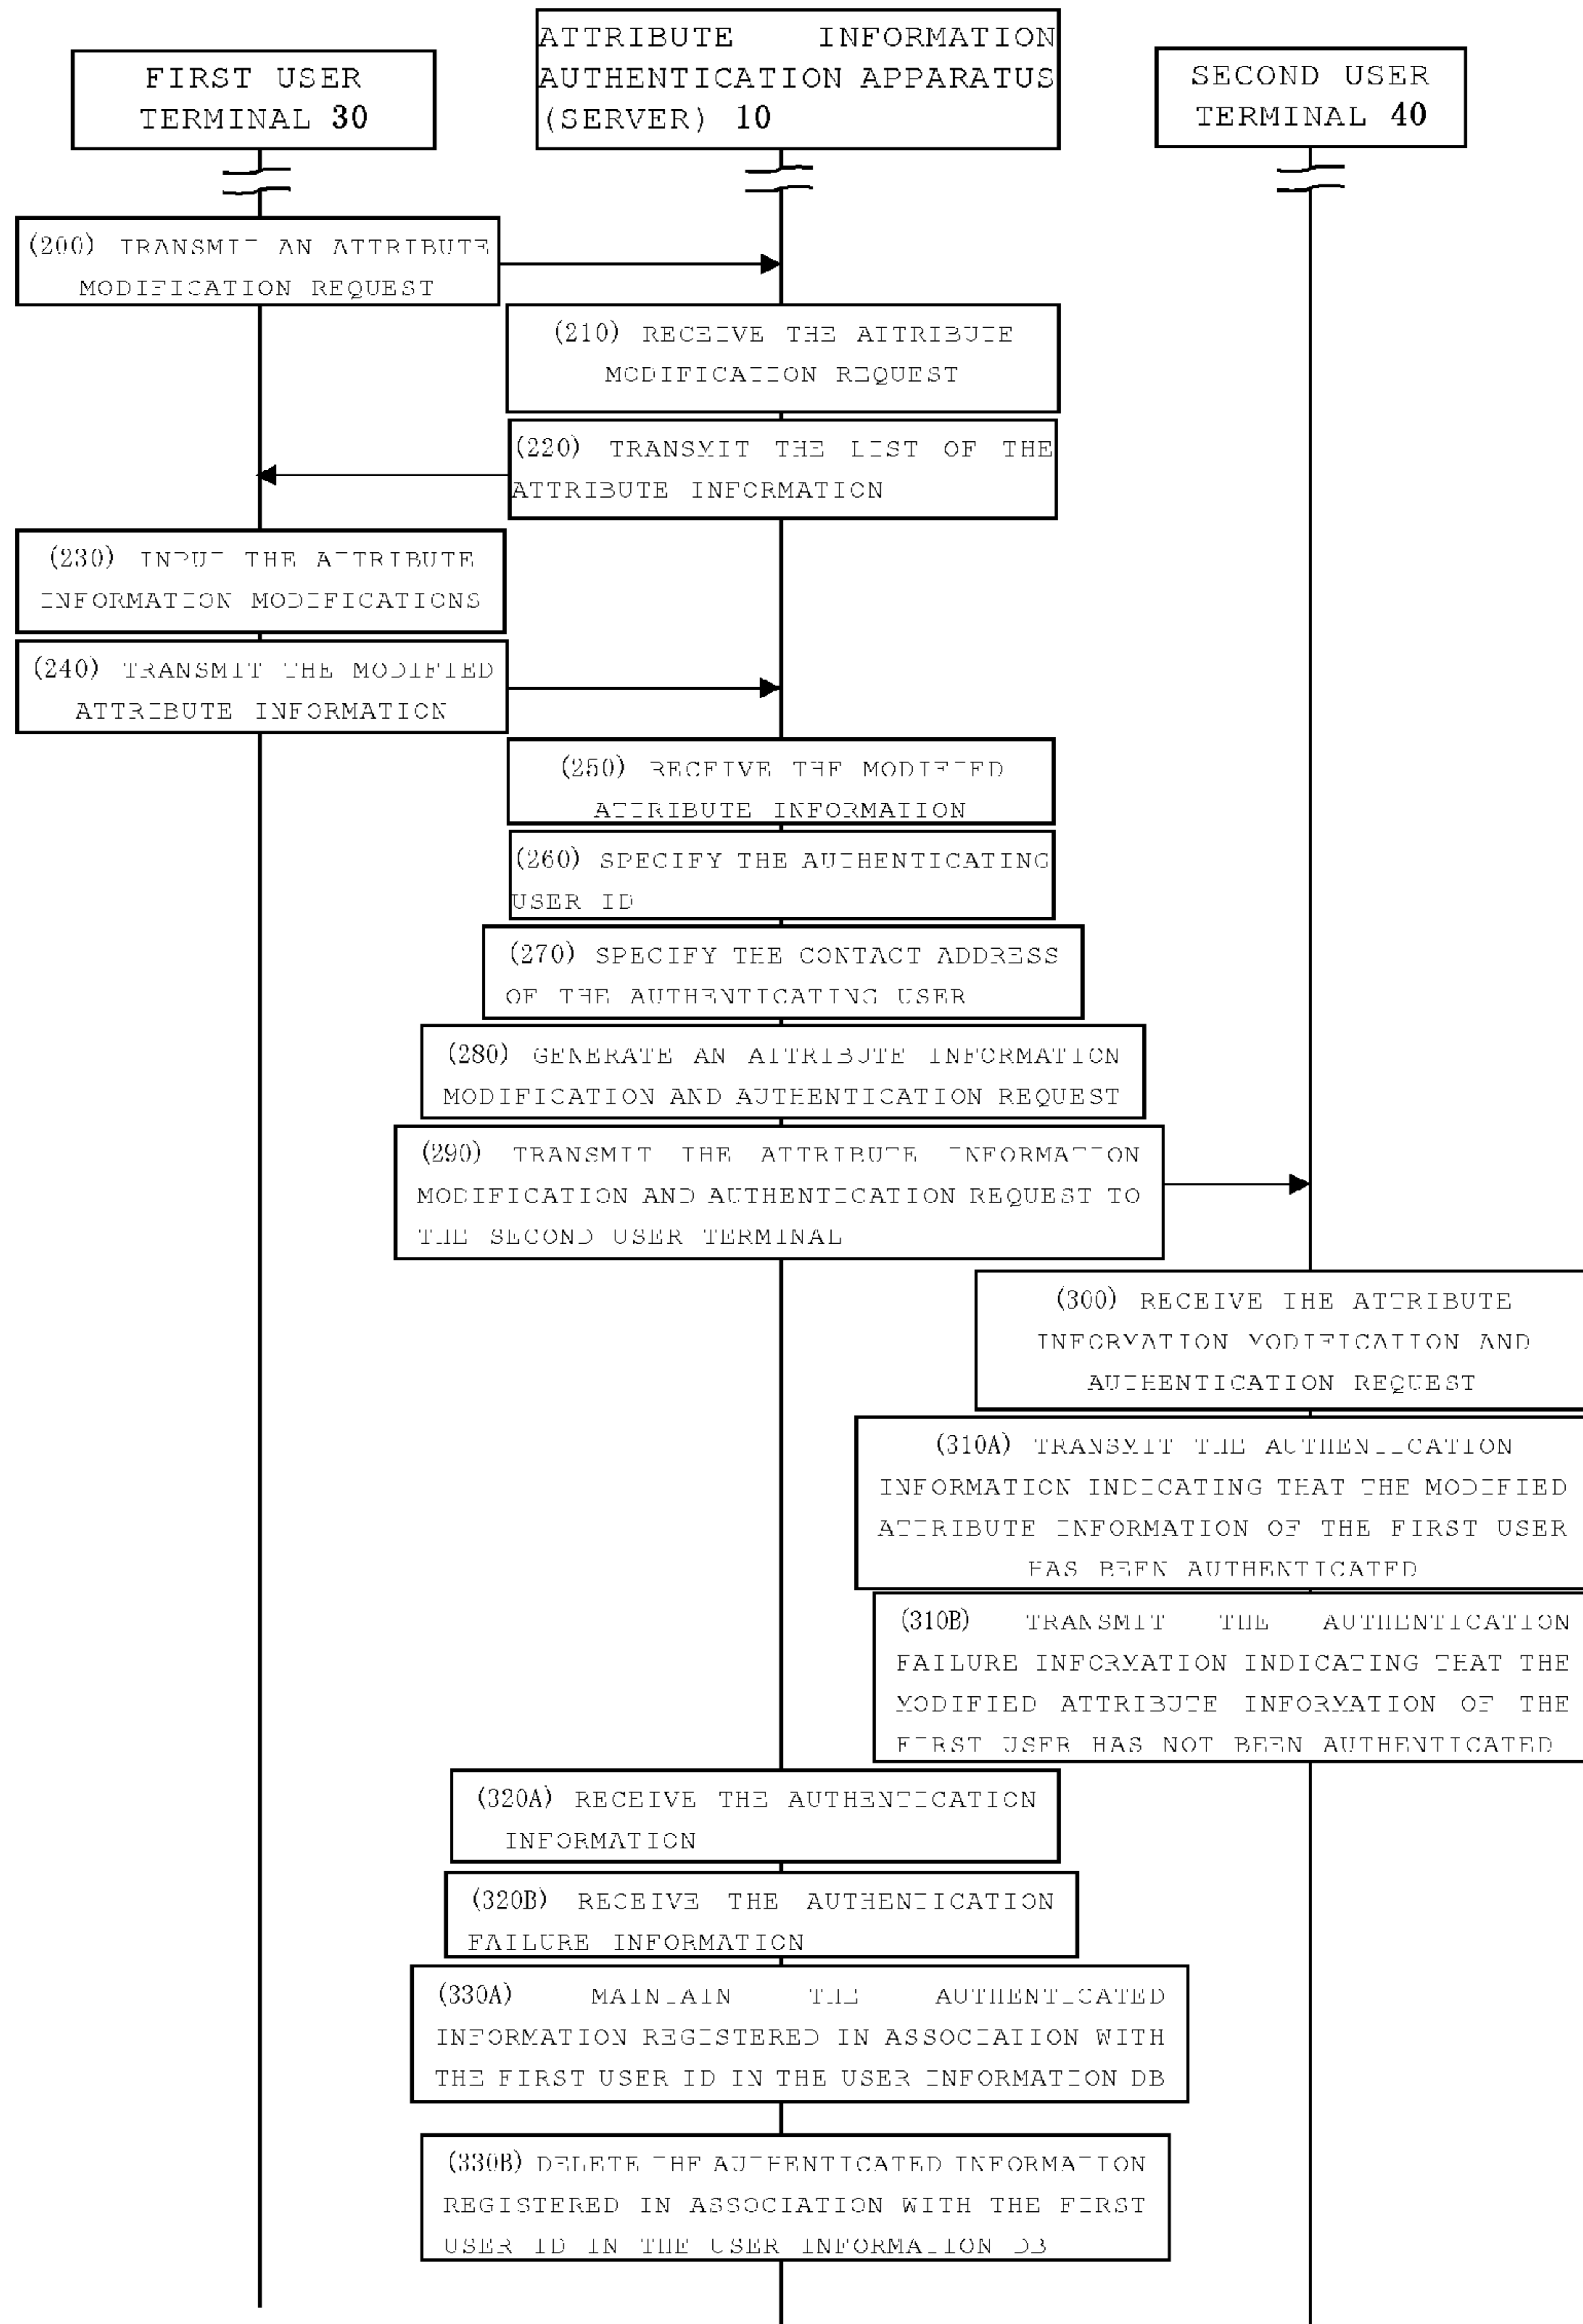 ATTRIBUTE INFORMATION
AUTHENTICATION APPARATUS
(SERVER) 10
FIRST USER
TERMINAL 30
SECOND USER
TERMINAL 40
(200) TRANSMIT AN ATTRIBUTE
MODIFICATION REQUEST
(210) RECEIVE THE ATTRIBUTE
MODIFICATION REQUEST
(220) TRANSMIT THE LIST OF THE
ATTRIBUTE INFORMATION
(230) INPUT THE ATTRIBUTE
INFORMATION MODIFICATIONS
(240) TRANSMIT THE MODIFIED
ATTRIBUTE INFORMATION
(250) RECEIVE THE MODIFIED
ATTRIBUTE INFORMATION
(260) SPECIFY THE AUTHENTICATING
USER ID
(270) SPECIFY THE CONTACT ADDRESS
OF THE AUTHENTICATING USER
(280) GENERATE AN ATTRIBUTE INFORMATION
MODIFICATION AND AUTHENTICATION REQUEST
(290) TRANSMIT THE ATTRIBUTE INFORMATION
MODIFICATION AND AUTHENTICATION REQUEST TO
THE SECOND USER TERMINAL
(300) RECEIVE THE ATTRIBUTE
INFORMATION MODIFICATION AND
AUTHENTICATION REQUEST
(310A) TRANSMIT THE AUTHENTICATION
INFORMATION INDICATING THAT THE MODIFIED
ATTRIBUTE INFORMATION OF THE FIRST USER
HAS BEEN AUTHENTICATED
(310B) TRANSMIT THE AUTHENTICATION
FAILURE INFORMATION INDICATING THAT THE
MODIFIED ATTRIBUTE INFORMATION OF THE
FIRST USER HAS NOT BEEN AUTHENTICATED
(320A) RECEIVE THE AUTHENTICATION
INFORMATION
(320B) RECEIVE THE AUTHENTICATION
FAILURE INFORMATION
(330A) MAINTAIN THE AUTHENTICATED
INFORMATION REGISTERED IN ASSOCIATION WITH
THE FIRST USER ID IN THE USER INFORMATION DB
(330B) DELETE THE AUTHENTICATED INFORMATION
REGISTERED IN ASSOCIATION WITH THE FIRST
USER ID IN THE USER INFORMATION DB